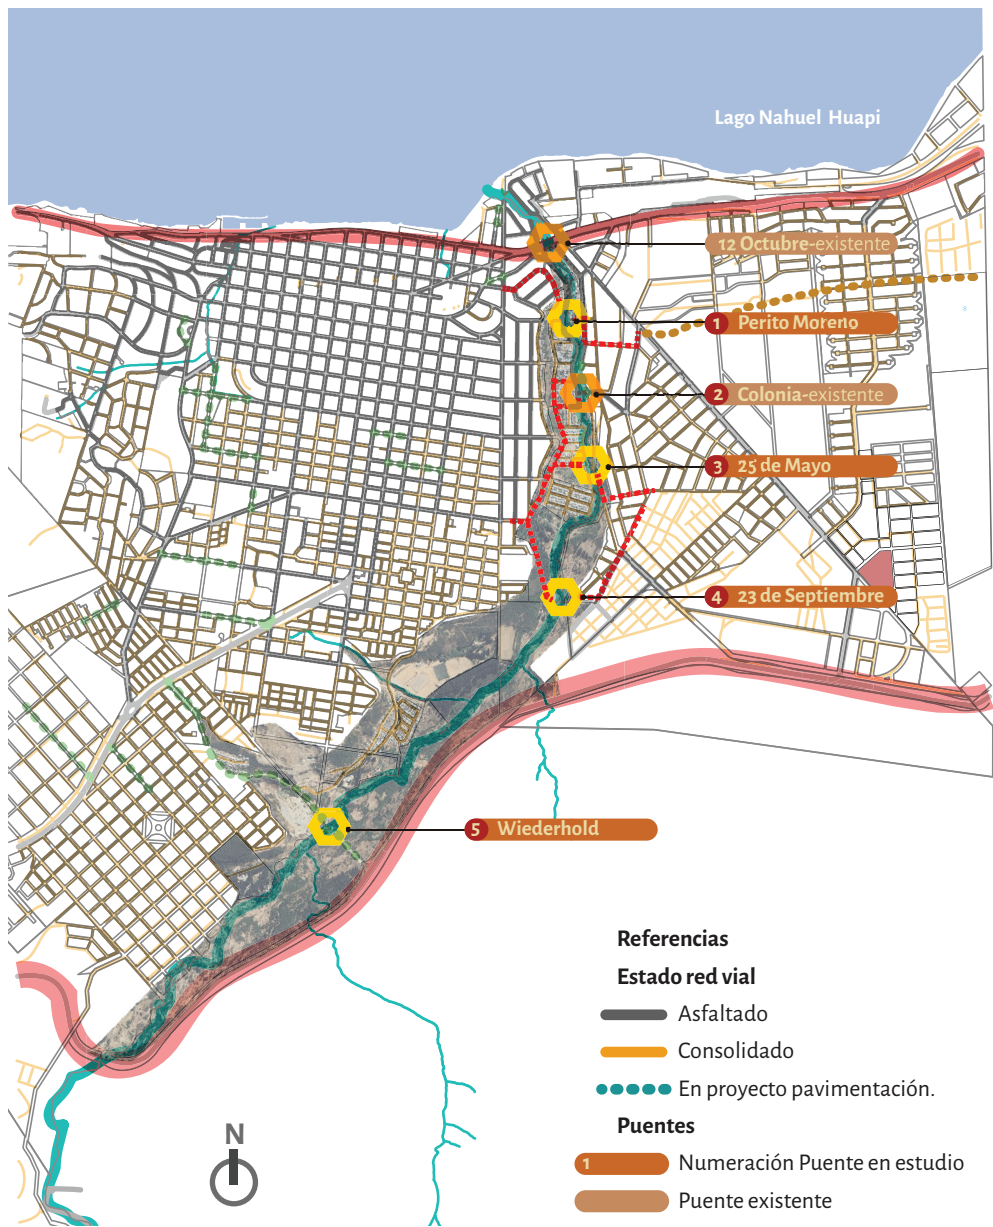 Lago Nahuel Huapi
12 Octubre-existente
1 Perito Moreno
2 Colonia-existente
3 25 de Mayo
4 23 de Septiembre
5 Wiederhold
Referencias
Estado red vial
Asfaltado
Consolidado
En proyecto pavimentación.
Puentes
1 Numeración Puente en estudio
Puente existente
N